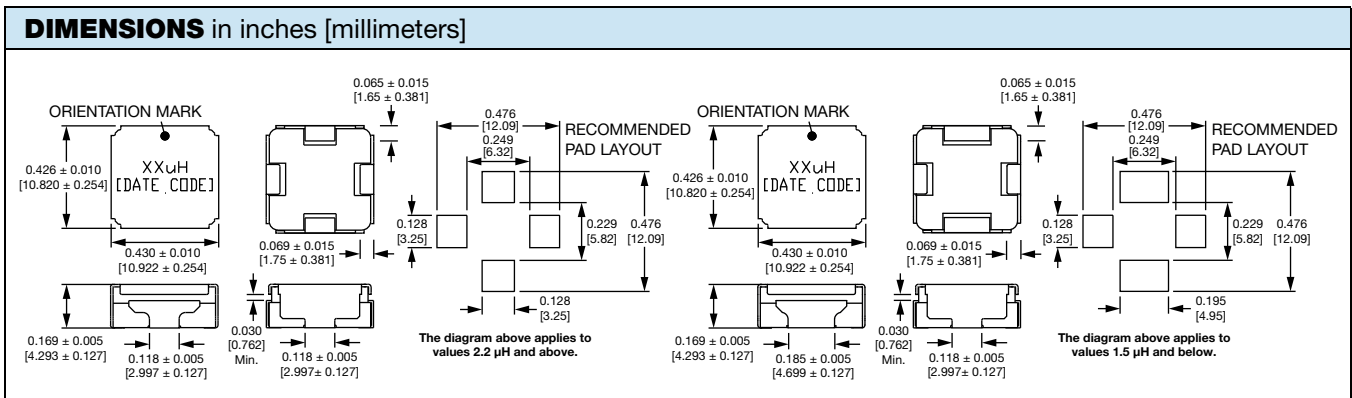 DIMENSIONS in inches [millimeters]
ORIENTATION MARK
XXuH
[DATE CODE]
0.426 ± 0.010
[10.820 ± 0.254]
0.430 ± 0.010
[10.922 ± 0.254]
0.065 ± 0.015
[1.65 ± 0.381]
0.069 ± 0.015
[1.75 ± 0.381]
0.476
[12.09]
0.249
[6.32]
RECOMMENDED
PAD LAYOUT
0.128
[3.25]
0.229
[5.82]
0.476
[12.09]
0.128
[3.25]
0.169 ± 0.005
[4.293 ± 0.127]
0.118 ± 0.005
[2.997 ± 0.127]
0.030
[0.762]
Min.
0.118 ± 0.005
[2.997± 0.127]
The diagram above applies to
values 2.2 µH and above.
ORIENTATION MARK
XXuH
[DATE CODE]
0.426 ± 0.010
[10.820 ± 0.254]
0.430 ± 0.010
[10.922 ± 0.254]
0.065 ± 0.015
[1.65 ± 0.381]
0.069 ± 0.015
[1.75 ± 0.381]
0.476
[12.09]
0.249
[6.32]
RECOMMENDED
PAD LAYOUT
0.128
[3.25]
0.229
[5.82]
0.476
[12.09]
0.195
[4.95]
0.169 ± 0.005
[4.293 ± 0.127]
0.185 ± 0.005
[4.699 ± 0.127]
0.030
[0.762]
Min.
0.118 ± 0.005
[2.997± 0.127]
The diagram above applies to
values 1.5 µH and below.